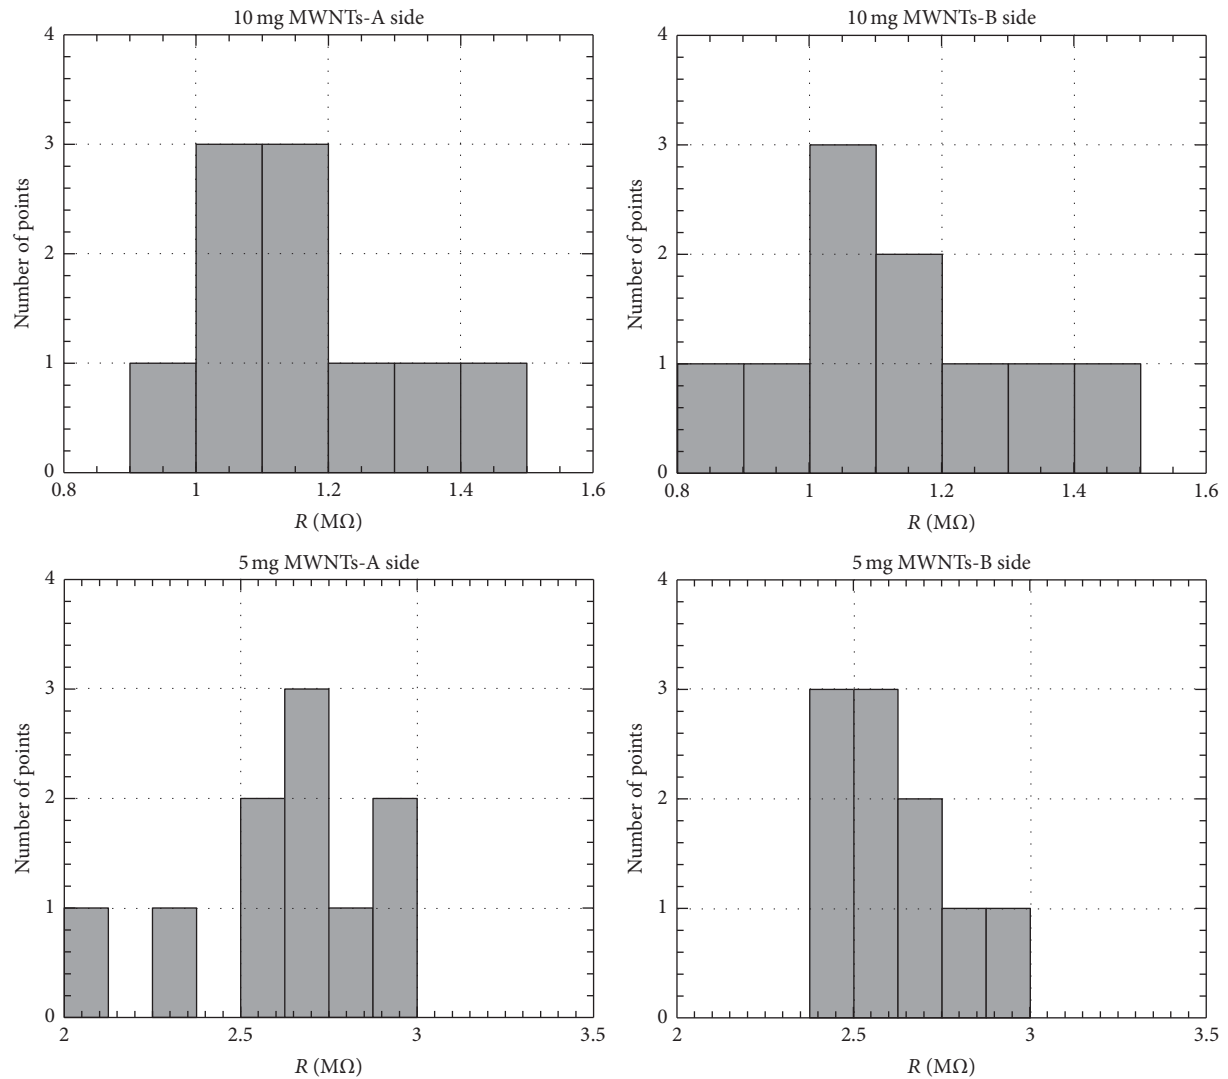 10 mg MWNTs-A side
4
3
2
1
0
Number of points
0.8 1 1.2 1.4 1.6
R (MΩ)
10 mg MWNTs-B side
4
3
2
1
0
Number of points
0.8 1 1.2 1.4 1.6
R (MΩ)
5 mg MWNTs-A side
4
3
2
1
0
Number of points
2 2.5 3 3.5
R (MΩ)
5 mg MWNTs-B side
4
3
2
1
0
Number of points
2 2.5 3 3.5
R (MΩ)